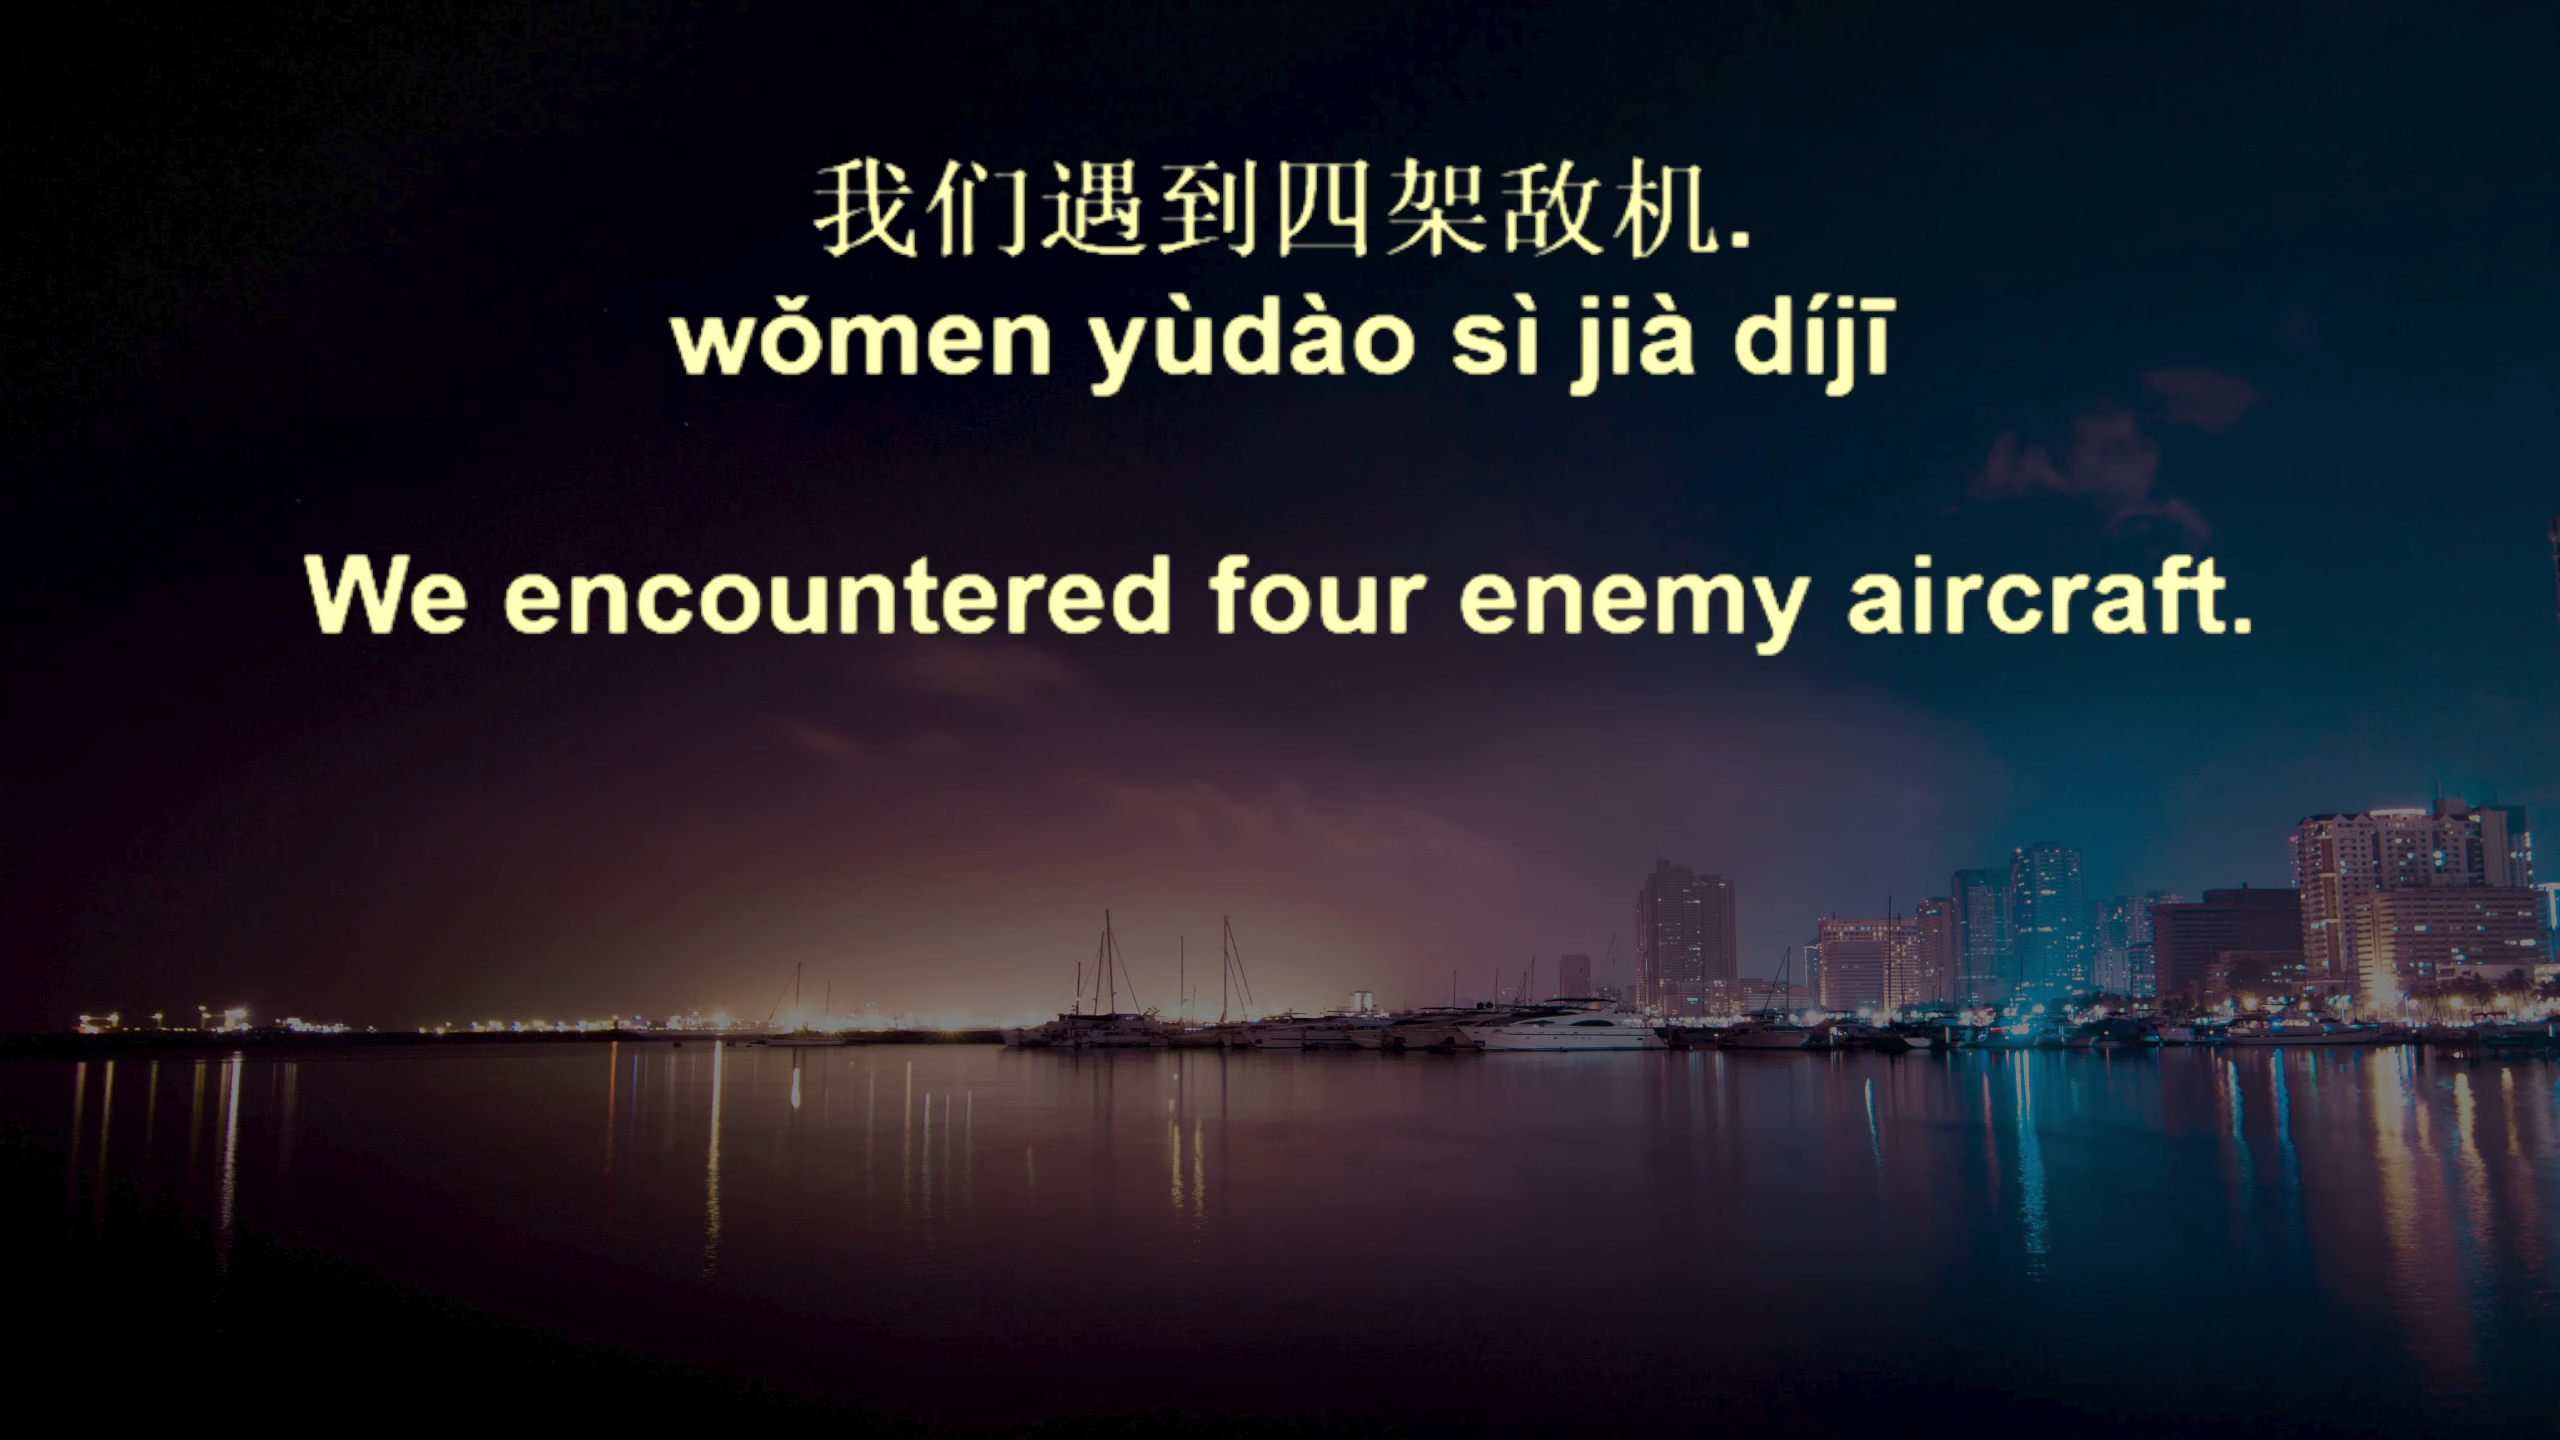 我们遇到四架敌机.
wǒmen yùdào sì jià díjī
We encountered four enemy aircraft.